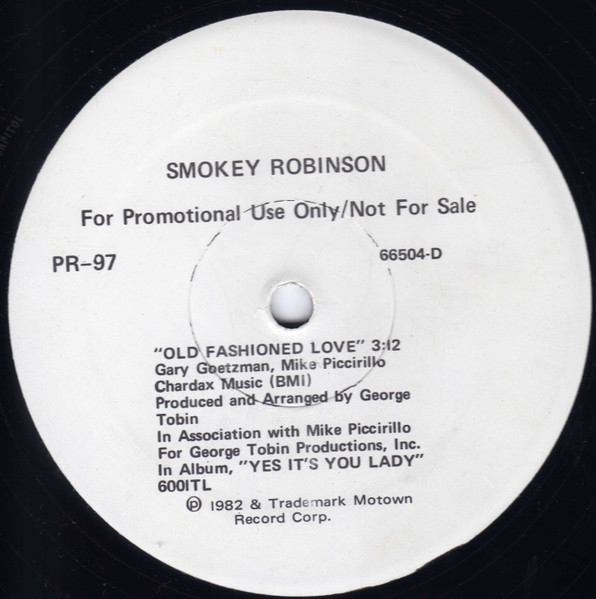 SMOKEY ROBINSON
For Promotional Use Only/Not For Sale
PR-97
66504-D
"OLD FASHIONED LOVE" 3:12
Gary Goetzman, Mike Piccirillo
Chardax Music (BMI)
Produced and Arranged by George
Tobin
In Association with Mike Piccirillo
For George Tobin Productions, Inc.
In Album, "YES IT'S YOU LADY"
6001TL
℗ 1982 & Trademark Motown
Record Corp.